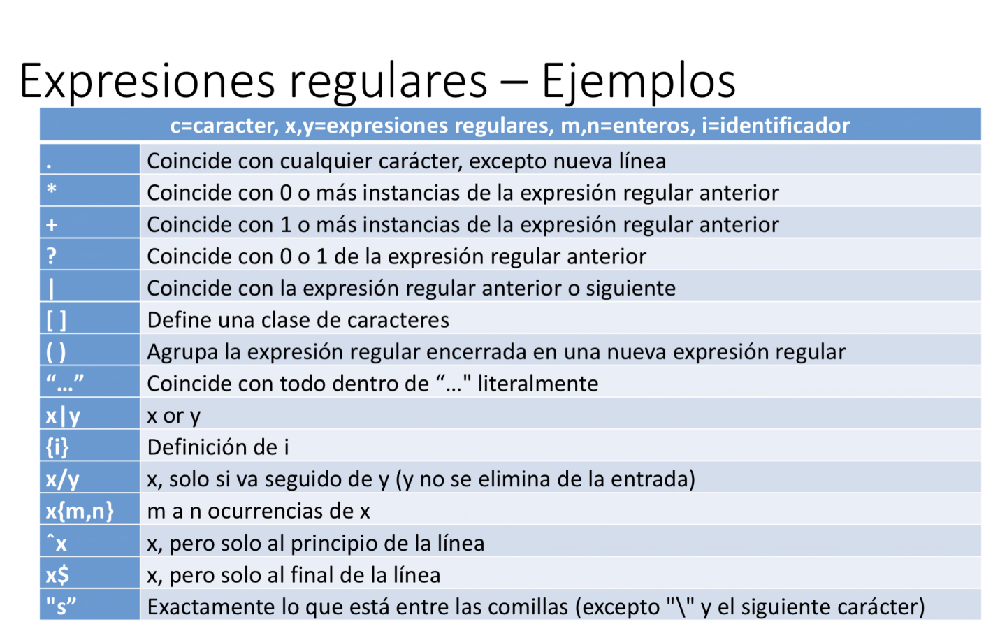 Expresiones regulares – Ejemplos
c=caracter, x,y=expresiones regulares, m,n=enteros, i=identificador
. Coincide con cualquier carácter, excepto nueva línea
* Coincide con 0 o más instancias de la expresión regular anterior
+ Coincide con 1 o más instancias de la expresión regular anterior
? Coincide con 0 o 1 de la expresión regular anterior
| Coincide con la expresión regular anterior o siguiente
[ ] Define una clase de caracteres
( ) Agrupa la expresión regular encerrada en una nueva expresión regular
“...” Coincide con todo dentro de “..." literalmente
x|y x or y
{i} Definición de i
x/y x, solo si va seguido de y (y no se elimina de la entrada)
x{m,n} m a n ocurrencias de x
ˆx x, pero solo al principio de la línea
x$ x, pero solo al final de la línea
"s” Exactamente lo que está entre las comillas (excepto "\" y el siguiente carácter)